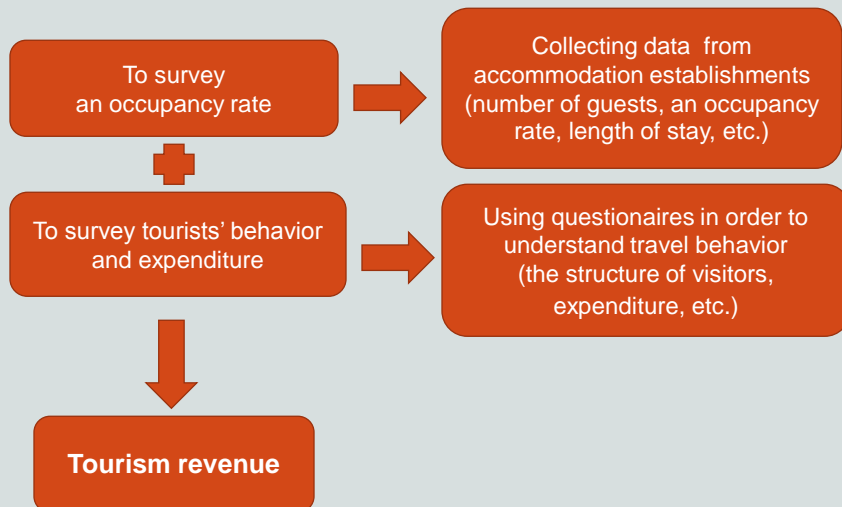 To survey
an occupancy rate
Collecting data from
accommodation establishments
(number of guests, an occupancy
rate, length of stay, etc.)
To survey tourists’ behavior
and expenditure
Using questionaires in order to
understand travel behavior
(the structure of visitors,
expenditure, etc.)
Tourism revenue